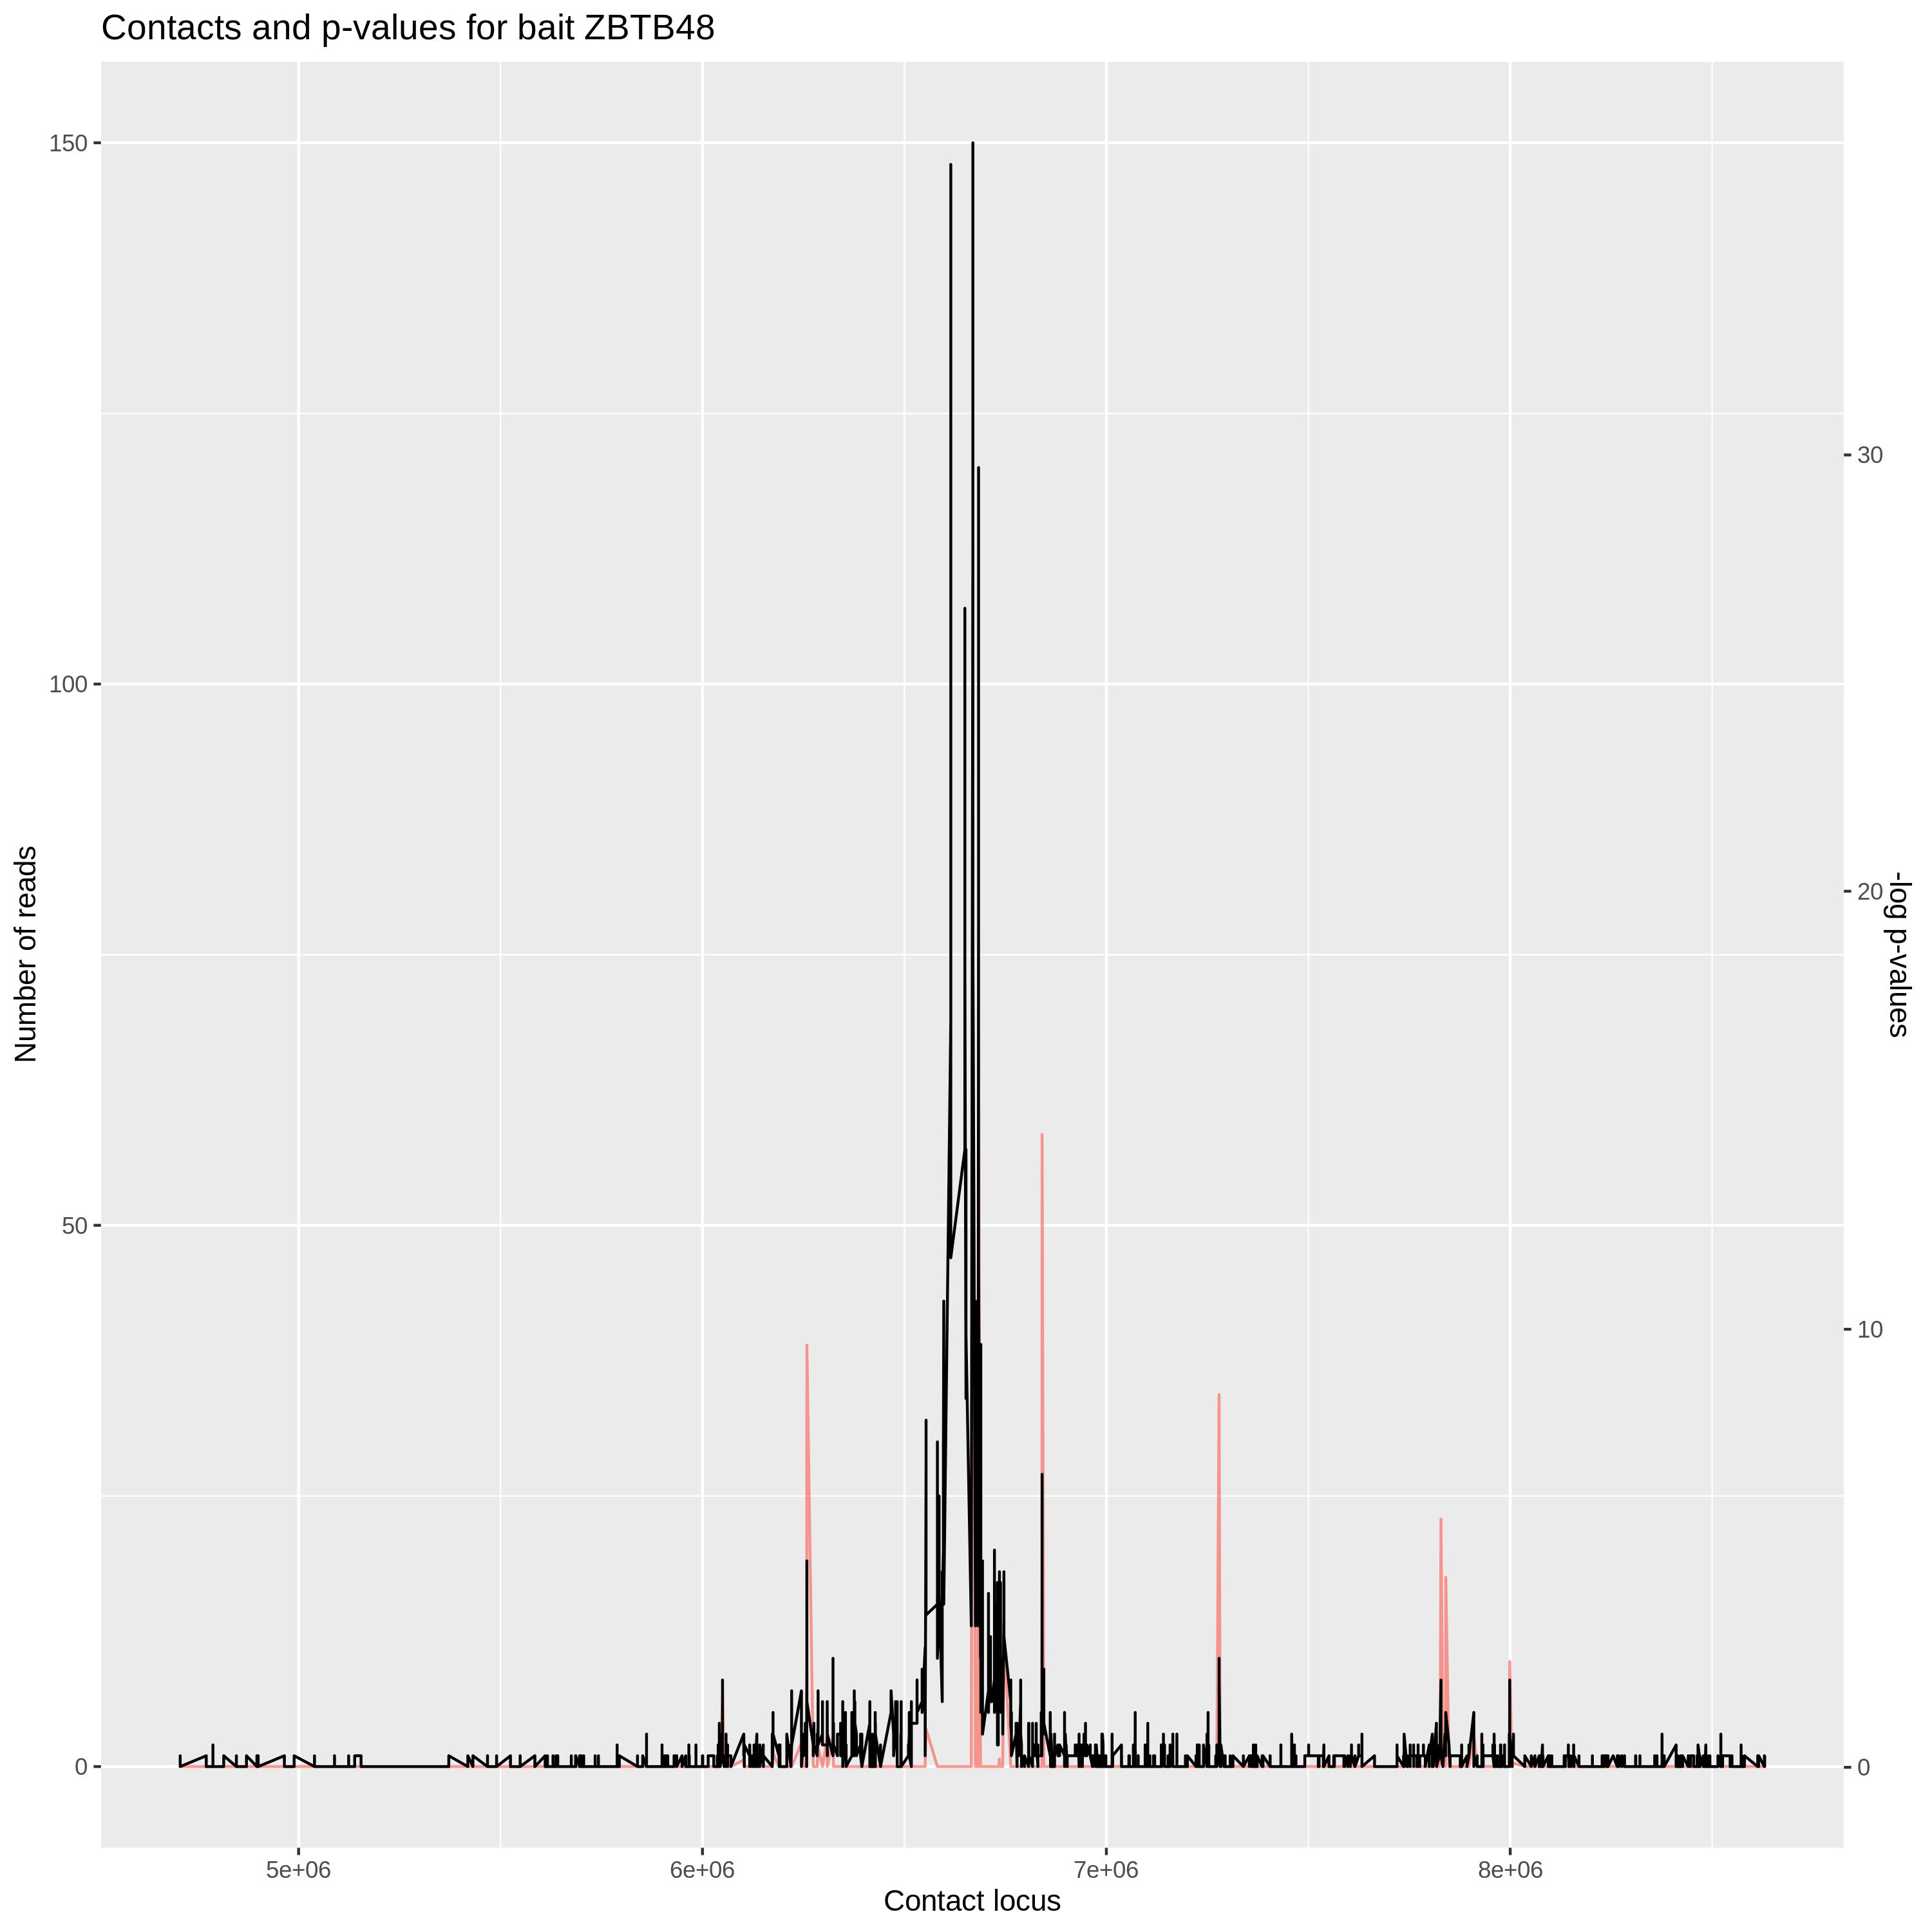 Contacts and p-values for bait ZBTB48
150
100
50
0
Number of reads
30
20
10
0
-log p-values
5e+06 6e+06 7e+06 8e+06
Contact locus